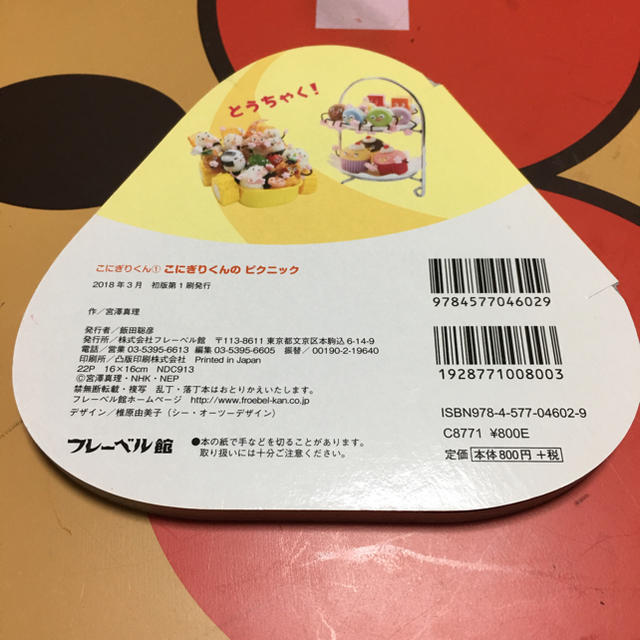 とうちゃく!
こにぎりくん① こにぎりくんの ピクニック
2018年3月 初版第1刷発行
作/宮澤真理
発行者/飯田聡彦
発行所/株式会社フレーベル館 〒113-8611 東京都文京区本駒込6-14-9
電話/営業 03-5395-6613 編集 03-5395-6605 振替/00190-2-19640
印刷所/凸版印刷株式会社 Printed in Japan
22P 16×16cm NDC913
Ⓒ宮澤真理・NHK・NEP
禁無断転載・複写 乱丁・落丁本はおとりかえいたします。
フレーベル館ホームページ http://www.froebel-kan.co.jp
デザイン/椎原由美子(シー・オーツーデザイン)
フレーベル館
●本の紙で手などを切ることがあります。
取り扱いには十分ご注意ください。
9784577046029
1928771008003
ISBN978-4-577-04602-9
C8771 ¥800E
定価 本体800円+税